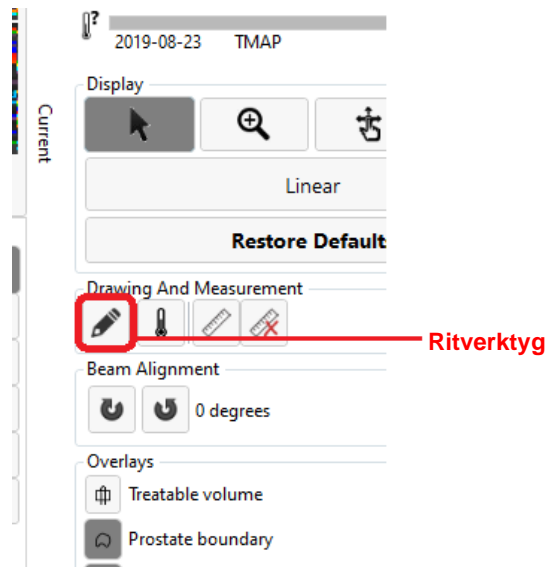 ?
2019-08-23 TMAP
Display
Current
Linear
Restore Default
Drawing And Measurement
Ritverktyg
Beam Alignment
0 degrees
Overlays
Treatable volume
Prostate boundary